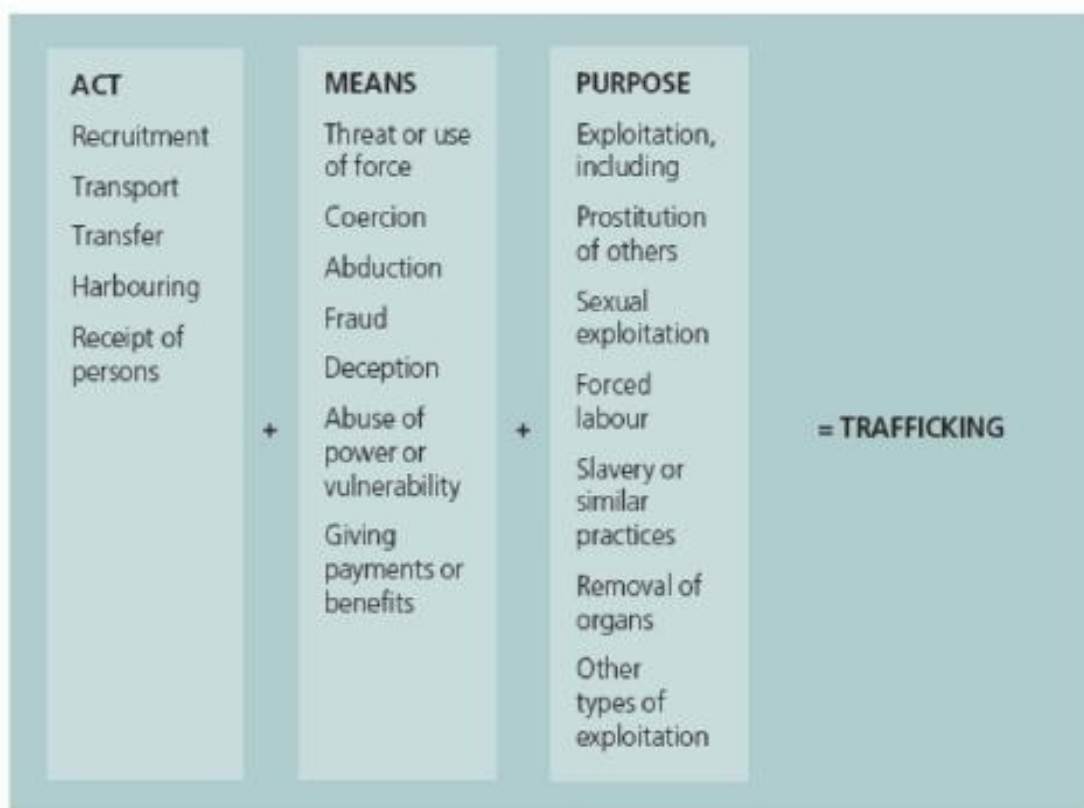 ACT
Recruitment
Transport
Transfer
Harbouring
Receipt of
persons
+
MEANS
Threat or use
of force
Coercion
Abduction
Fraud
Deception
Abuse of
power or
vulnerability
Giving
payments or
benefits
+
PURPOSE
Exploitation,
including
Prostitution
of others
Sexual
exploitation
Forced
labour
Slavery or
similar
practices
Removal of
organs
Other
types of
exploitation
= TRAFFICKING